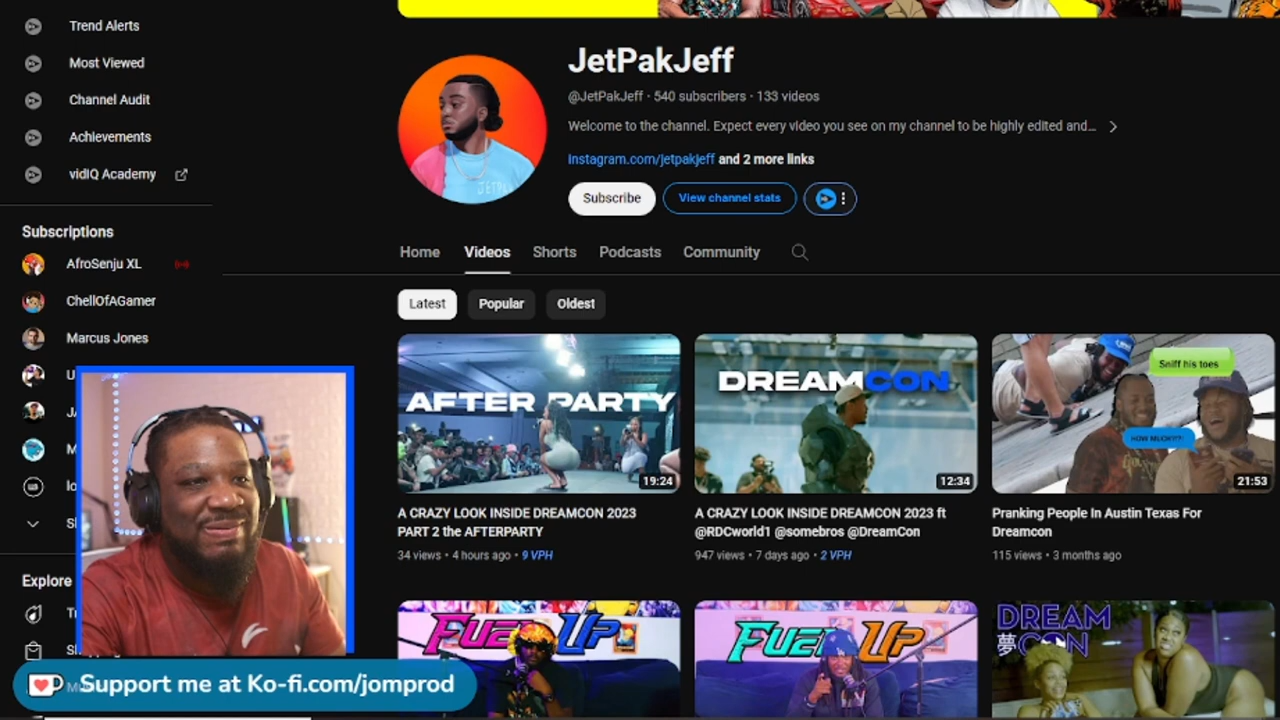 Trend Alerts
Most Viewed
Channel Audit
Achievements
vidIQ Academy
Subscriptions
AfroSenju XL
ChellOfAGamer
Marcus Jones
Explore
Support me at Ko-fi.com/jomprod
JetPakJeff
@JetPakJeff · 540 subscribers · 133 videos
Welcome to the channel. Expect every video you see on my channel to be highly edited and...
Instagram.com/jetpakjeff and 2 more links
Subscribe
View channel stats
Home Videos Shorts Podcasts Community
Latest Popular Oldest
AFTER PARTY
19:24
A CRAZY LOOK INSIDE DREAMCON 2023
PART 2 the AFTERPARTY
34 views · 4 hours ago · 9 VPH
DREAMCON
12:34
A CRAZY LOOK INSIDE DREAMCON 2023 ft
@RDCworld1 @somebros @DreamCon
947 views · 7 days ago · 2 VPH
Sniff his toes
HOW MUCH??
21:53
Pranking People In Austin Texas For
Dreamcon
115 views · 3 months ago
FUEL UP
FUEL UP
DREAM
夢 CON